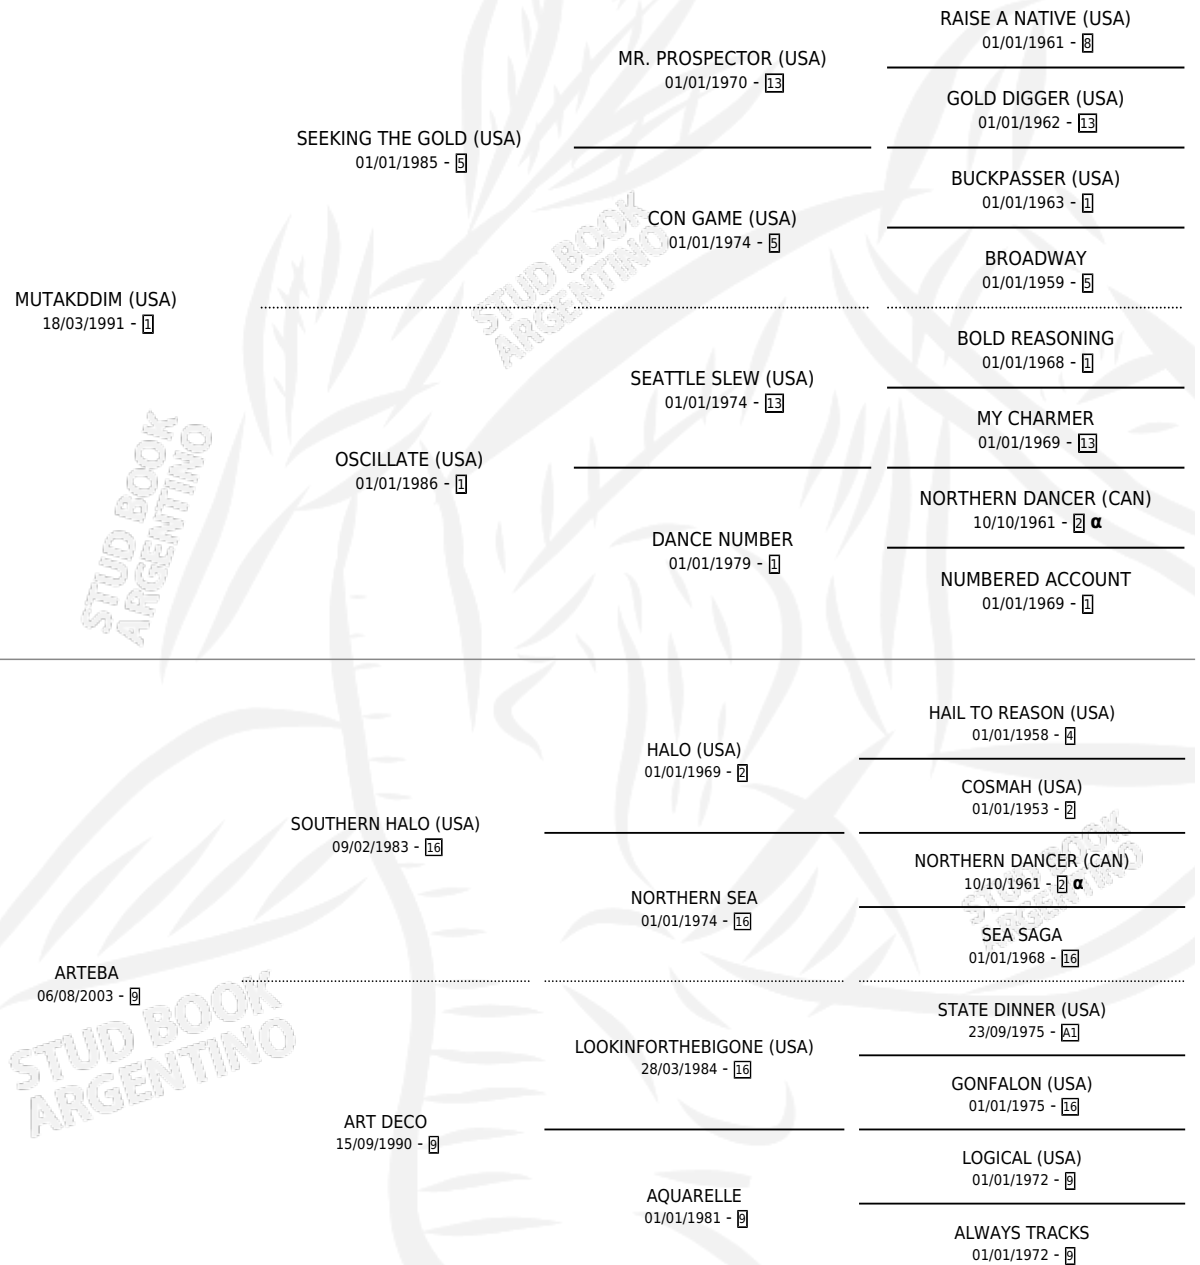 RAISE A NATIVE (USA)
01/01/1961 - 8
MR. PROSPECTOR (USA)
01/01/1970 - 13
GOLD DIGGER (USA)
01/01/1962 - 13
SEEKING THE GOLD (USA)
01/01/1985 - 5
BUCKPASSER (USA)
01/01/1963 - 1
CON GAME (USA)
01/01/1974 - 5
BROADWAY
01/01/1959 - 5
MUTAKDDIM (USA)
18/03/1991 - 1
BOLD REASONING
01/01/1968 - 1
SEATTLE SLEW (USA)
01/01/1974 - 13
MY CHARMER
01/01/1969 - 13
OSCILLATE (USA)
01/01/1986 - 1
NORTHERN DANCER (CAN)
10/10/1961 - 2 α
DANCE NUMBER
01/01/1979 - 1
NUMBERED ACCOUNT
01/01/1969 - 1
HAIL TO REASON (USA)
01/01/1958 - 4
HALO (USA)
01/01/1969 - 2
COSMAH (USA)
01/01/1953 - 2
SOUTHERN HALO (USA)
09/02/1983 - 16
NORTHERN DANCER (CAN)
10/10/1961 - 2 α
NORTHERN SEA
01/01/1974 - 16
SEA SAGA
01/01/1968 - 16
ARTEBA
06/08/2003 - 9
STATE DINNER (USA)
23/09/1975 - A1
LOOKINFORTHEBIGONE (USA)
28/03/1984 - 16
GONFALON (USA)
01/01/1975 - 16
ART DECO
15/09/1990 - 9
LOGICAL (USA)
01/01/1972 - 9
AQUARELLE
01/01/1981 - 9
ALWAYS TRACKS
01/01/1972 - 9
STUD BOOK
ARGENTINO
STUD BOOK
ARGENTINO
STUD BOOK
ARGENTINO
STUD BOOK
ARGENTINO